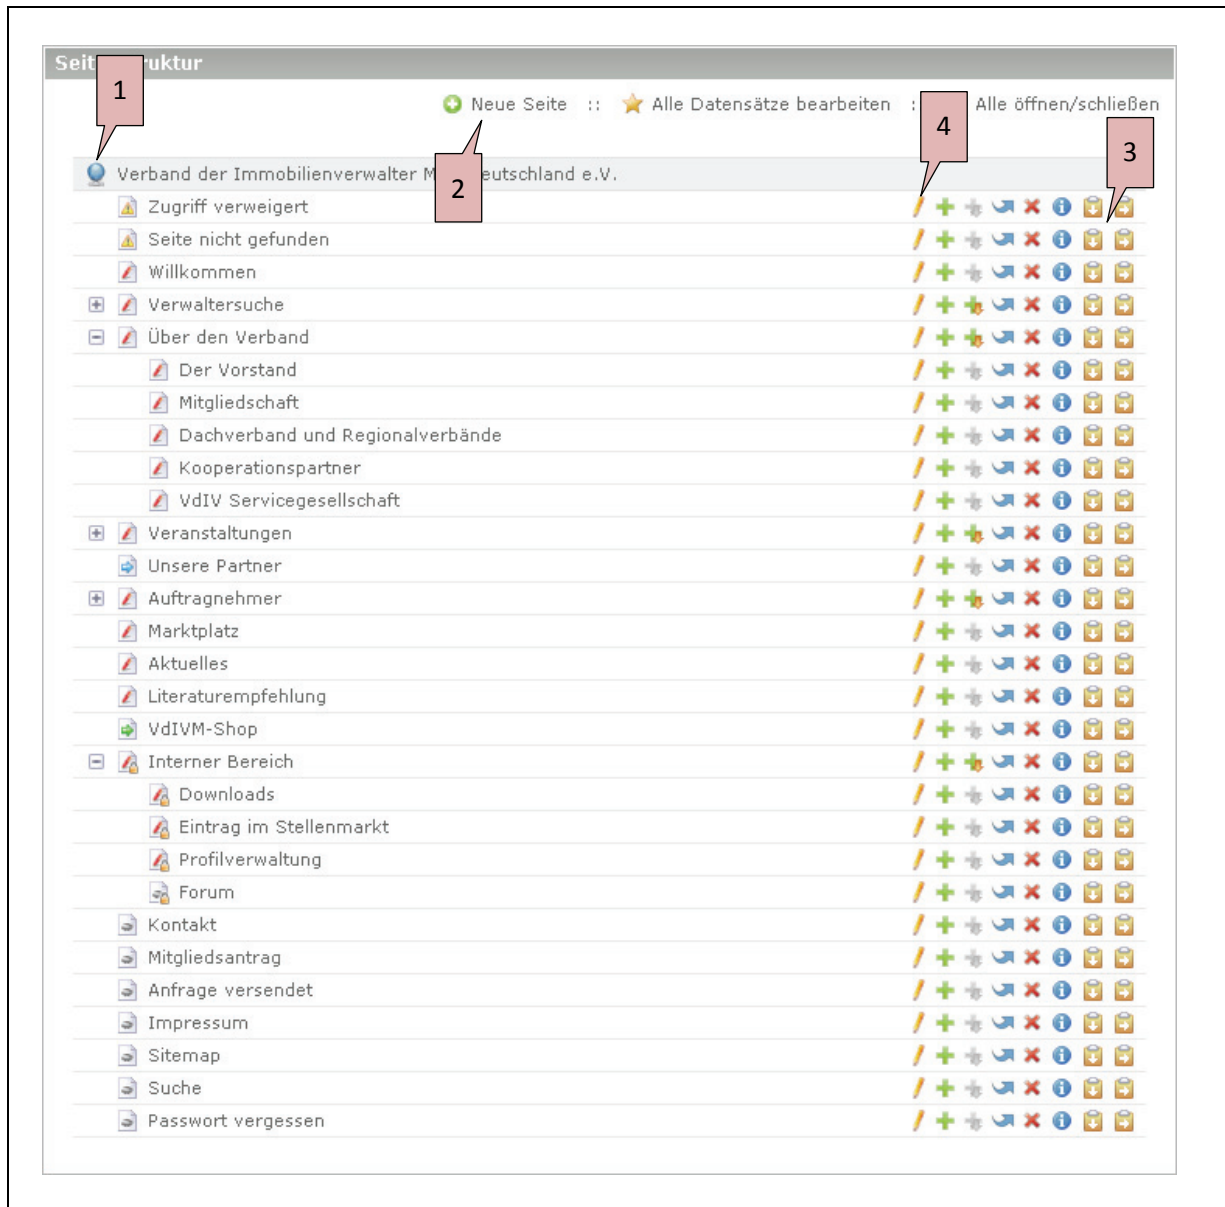 Seit ruktur
1
Neue Seite :: Alle Datensätze bearbeiten : Alle öffnen/schließen
4
3
2
Verband der Immobilienverwalter M eutschland e.V.
Zugriff verweigert
Seite nicht gefunden
Willkommen
Verwaltersuche
Über den Verband
Der Vorstand
Mitgliedschaft
Dachverband und Regionalverbände
Kooperationspartner
VdIV Servicegesellschaft
Veranstaltungen
Unsere Partner
Auftragnehmer
Marktplatz
Aktuelles
Literaturempfehlung
VdIVM-Shop
Interner Bereich
Downloads
Eintrag im Stellenmarkt
Profilverwaltung
Forum
Kontakt
Mitgliedsantrag
Anfrage versendet
Impressum
Sitemap
Suche
Passwort vergessen